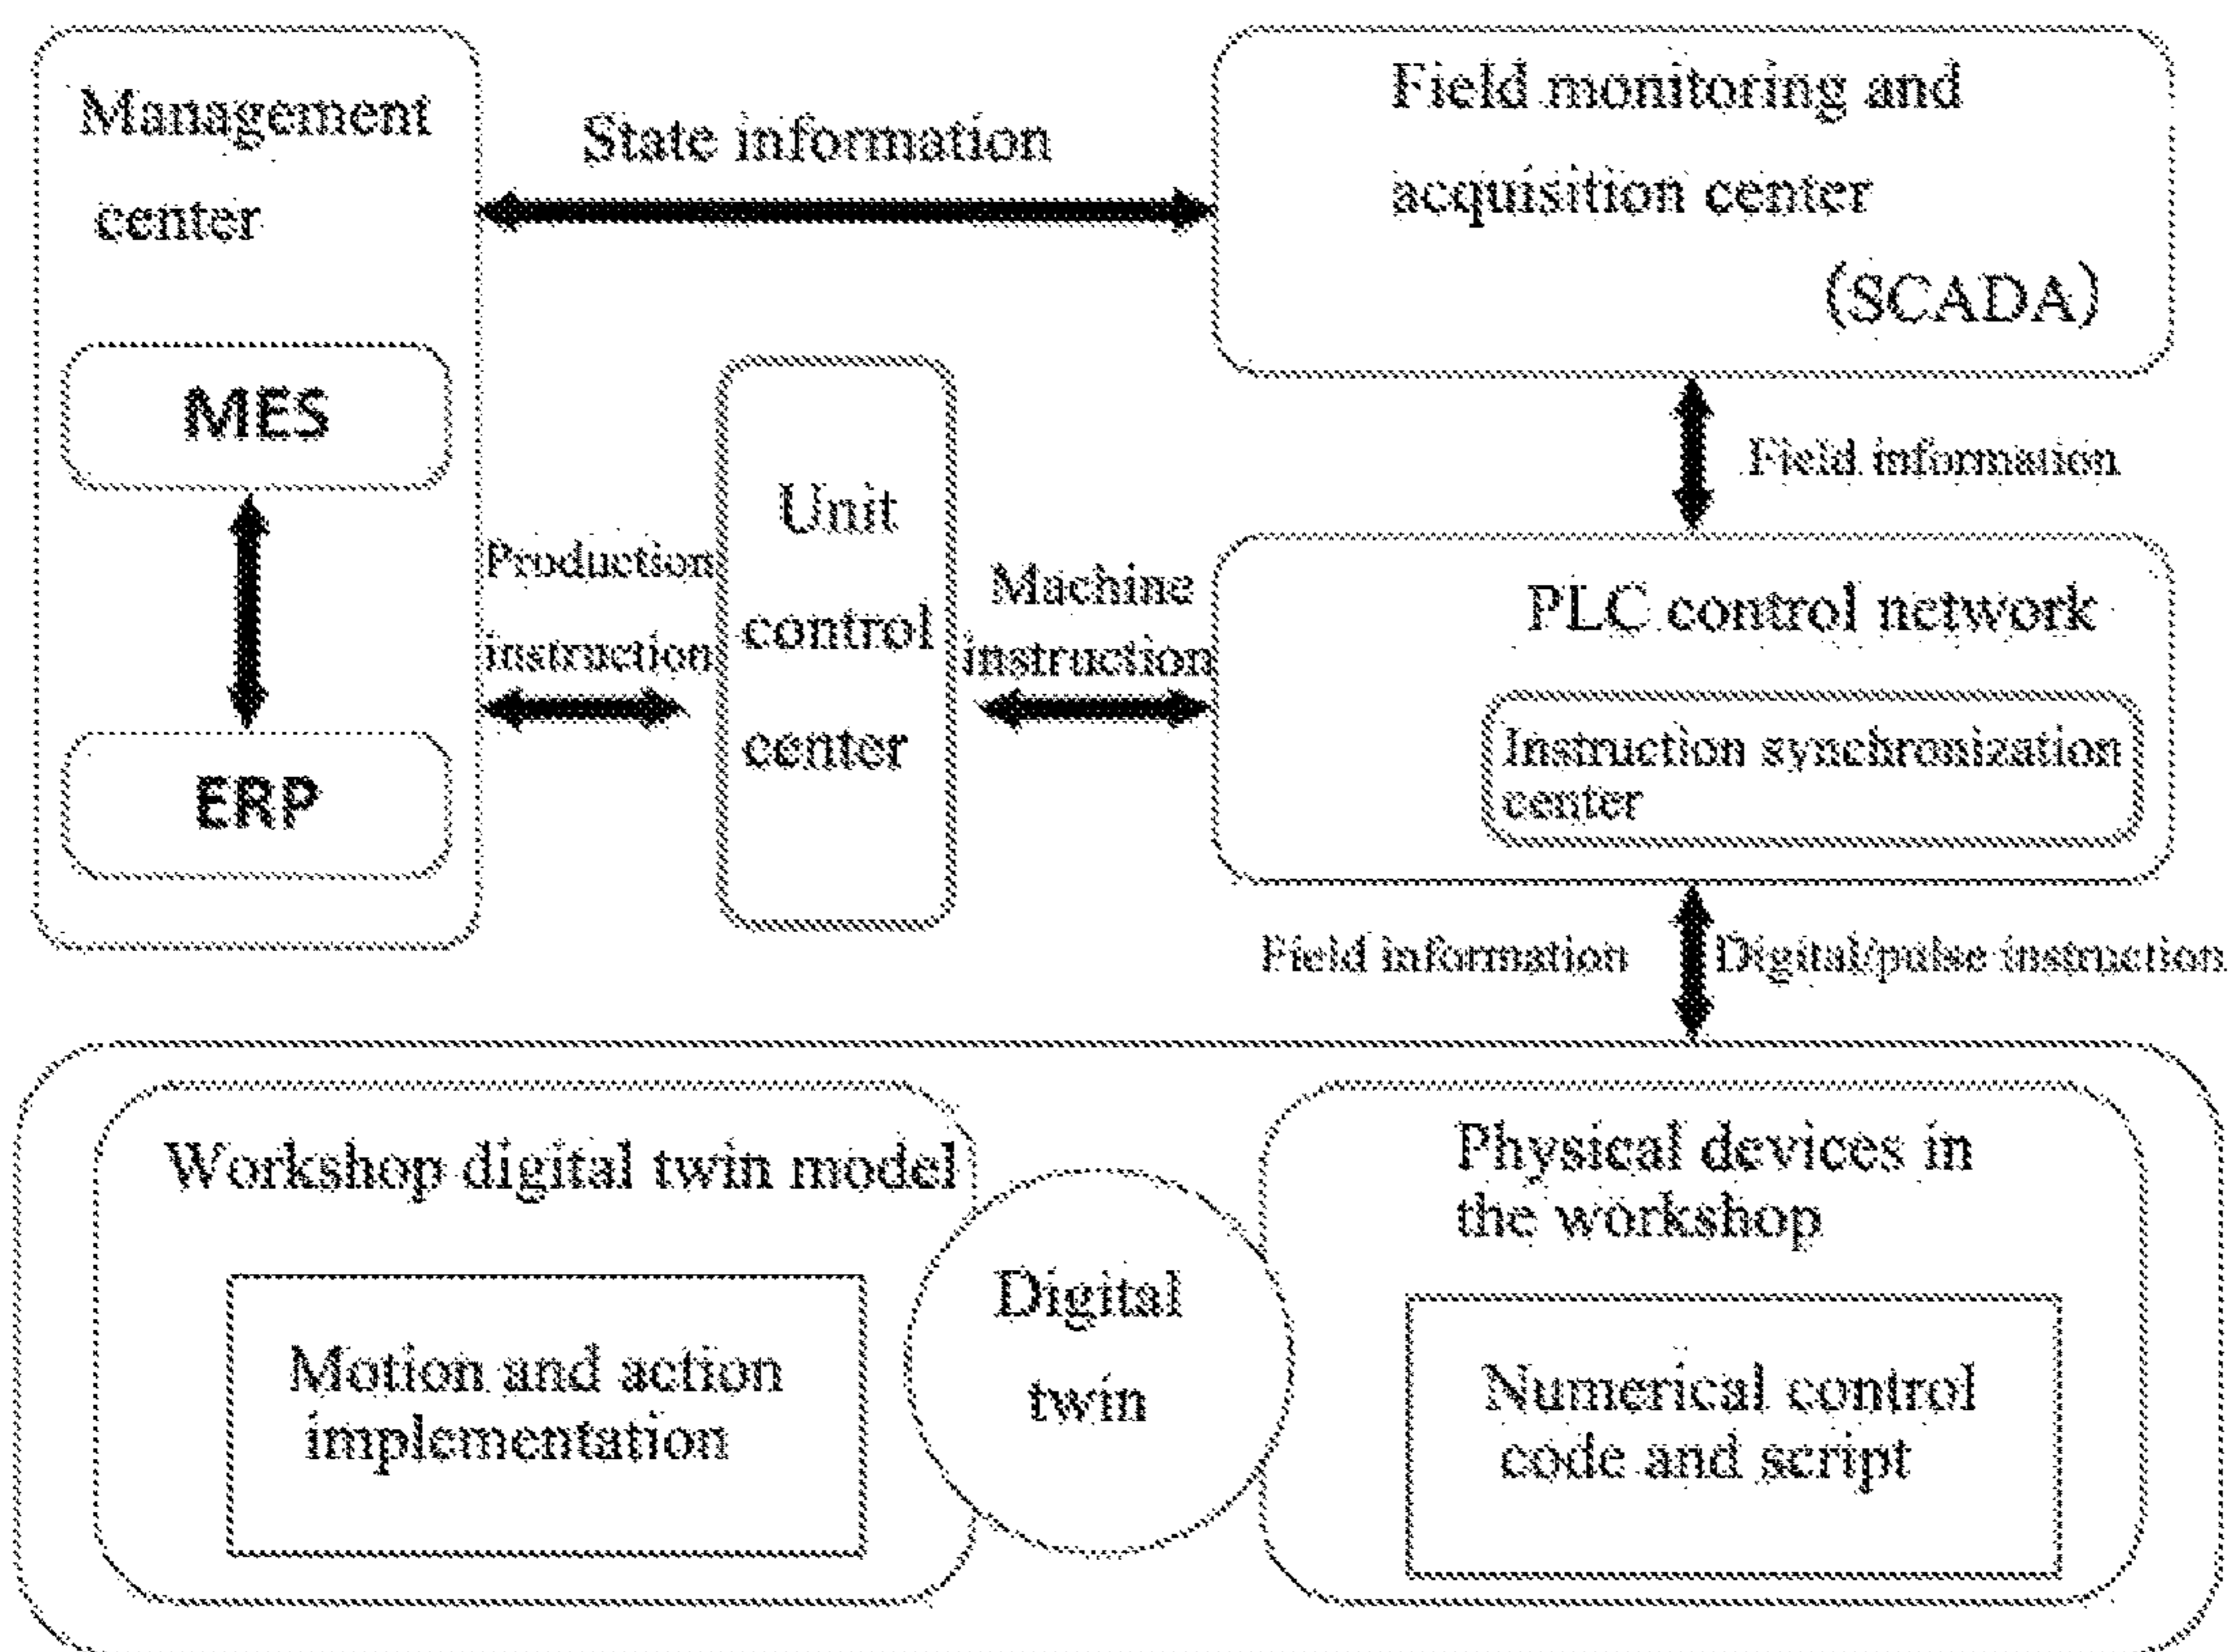 Management
center
MES
ERP
State information
Field monitoring and
acquisition center
(SCADA)
Production
instruction
Unit
control
center
Machine
instruction
Field information
PLC control network
Instruction synchronization
center
Field information
Digital/pulse instruction
Workshop digital twin model
Motion and action
implementation
Digital
twin
Physical devices in
the workshop
Numerical control
code and script